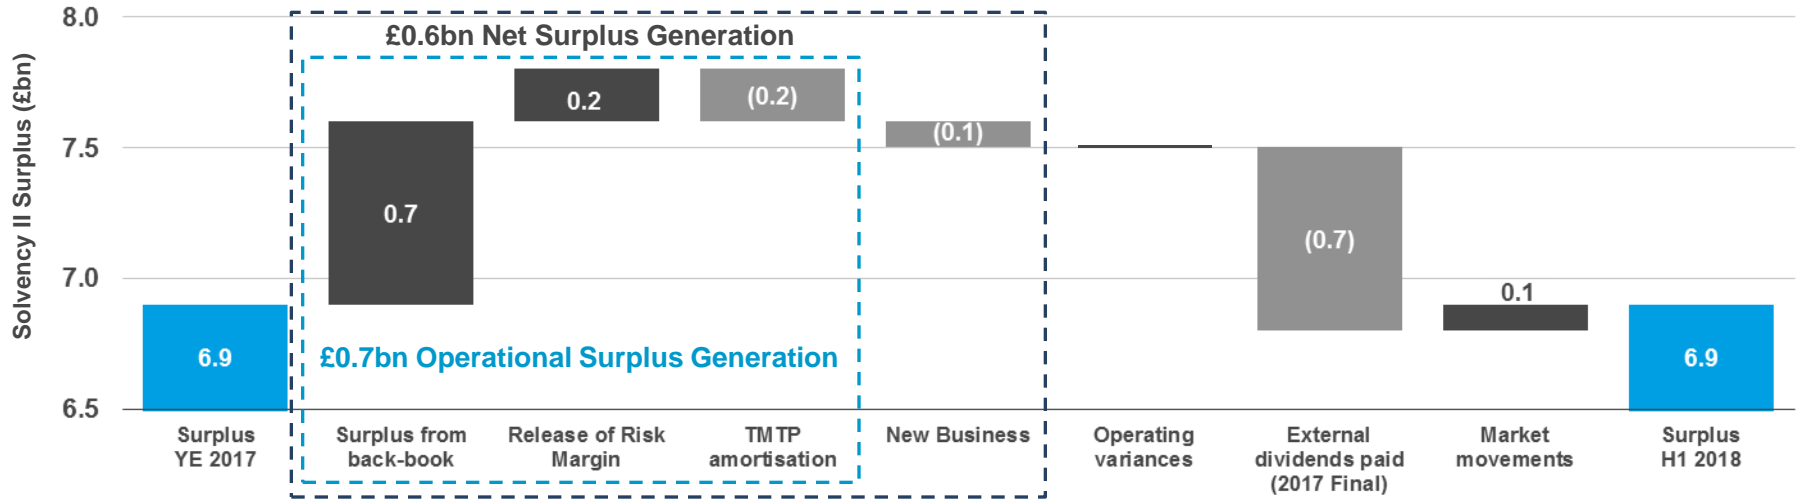 Solvency II Surplus (£bn)
8.0
7.5
7.0
6.5
£0.6bn Net Surplus Generation
0.2
(0.2)
(0.1)
0.7
(0.7)
0.1
6.9
£0.7bn Operational Surplus Generation
6.9
Surplus
YE 2017
Surplus from
back-book
Release of Risk
Margin
TMTP
amortisation
New Business
Operating
variances
External
dividends paid
(2017 Final)
Market
movements
Surplus
H1 2018